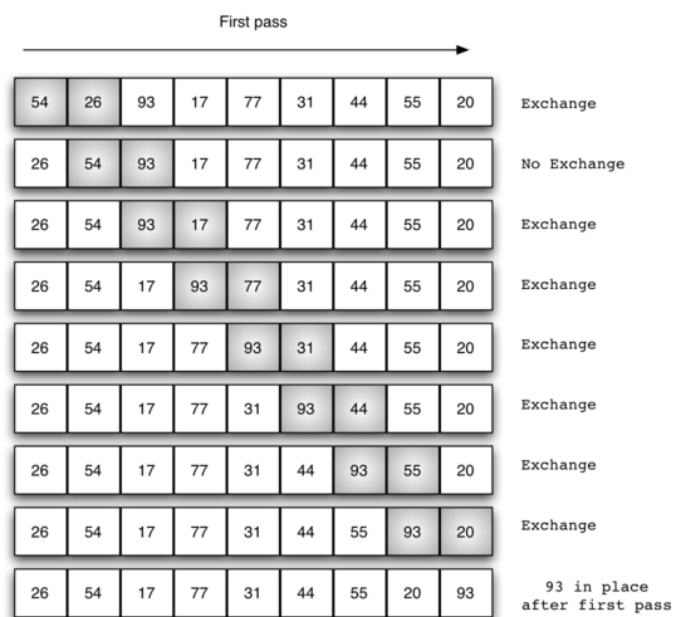 First pass
54 26 93 17 77 31 44 55 20 Exchange
26 54 93 17 77 31 44 55 20 No Exchange
26 54 93 17 77 31 44 55 20 Exchange
26 54 17 93 77 31 44 55 20 Exchange
26 54 17 77 93 31 44 55 20 Exchange
26 54 17 77 31 93 44 55 20 Exchange
26 54 17 77 31 44 93 55 20 Exchange
26 54 17 77 31 44 55 93 20 Exchange
26 54 17 77 31 44 55 20 93 93 in place
after first pass